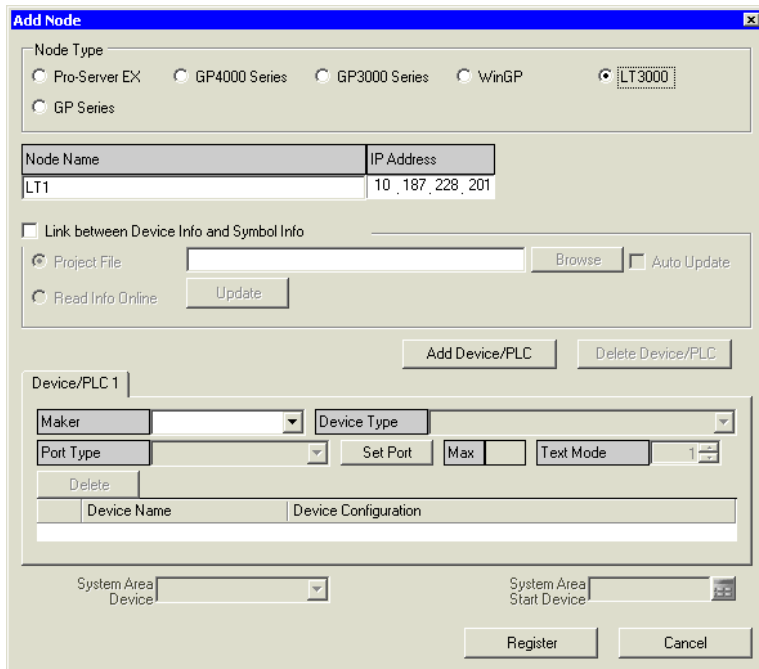 Add Node
Node Type
Pro-Server EX GP4000 Series GP3000 Series WinGP LT3000
GP Series
Node Name IP Address
LT1 10 .187 .228 .201
Link between Device Info and Symbol Info
Project File Browse Auto Update
Read Info Online Update
Add Device/PLC Delete Device/PLC
Device/PLC 1
Maker Device Type
Port Type Set Port Max Text Mode 1
Delete
Device Name Device Configuration
System Area System Area
Device Start Device
Register Cancel